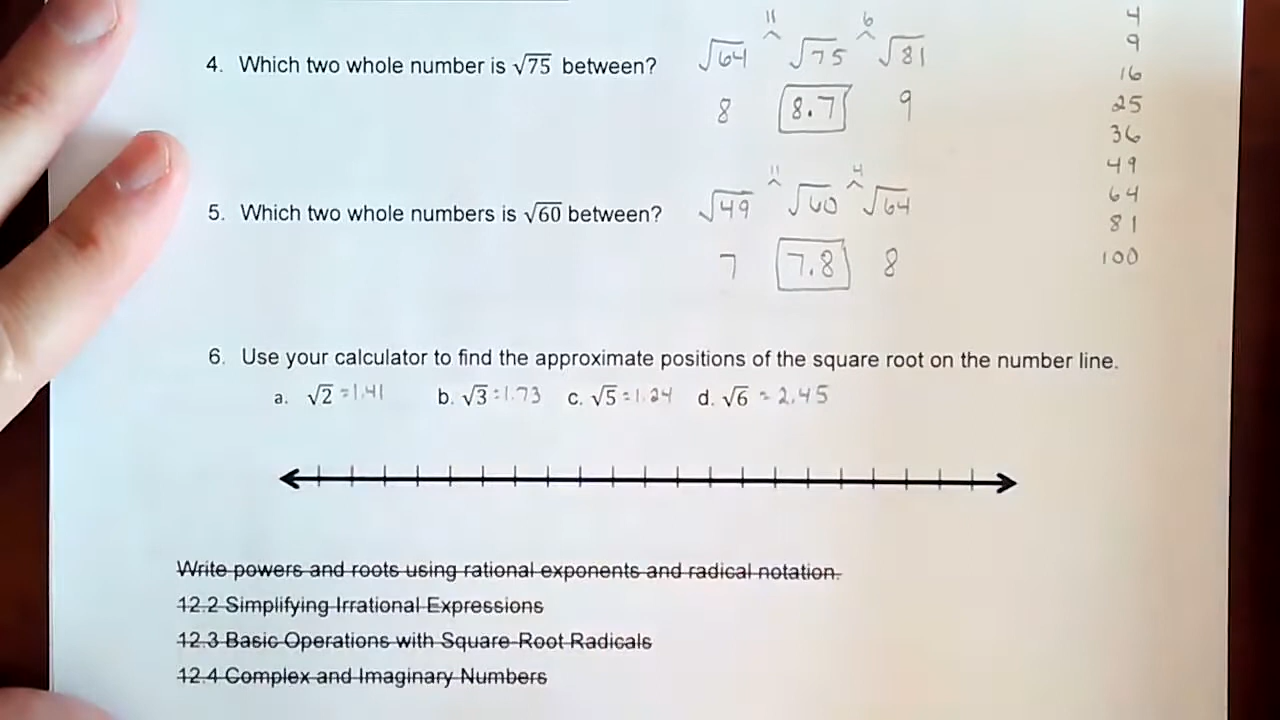 11 6 4
4. Which two whole number is √75 between? √64 ^ √75 ^ √81 9
16
8 8.7 9 25
36
11 4 49
5. Which two whole numbers is √60 between? √49 ^ √60 ^ √64 64
81
7 7.8 8 100
6. Use your calculator to find the approximate positions of the square root on the number line.
a. √2 =1.41 b. √3 =1.73 c. √5 =1.24 d. √6 = 2.45
Write powers and roots using rational exponents and radical notation.
12.2 Simplifying Irrational Expressions
12.3 Basic Operations with Square Root Radicals
12.4 Complex and Imaginary Numbers